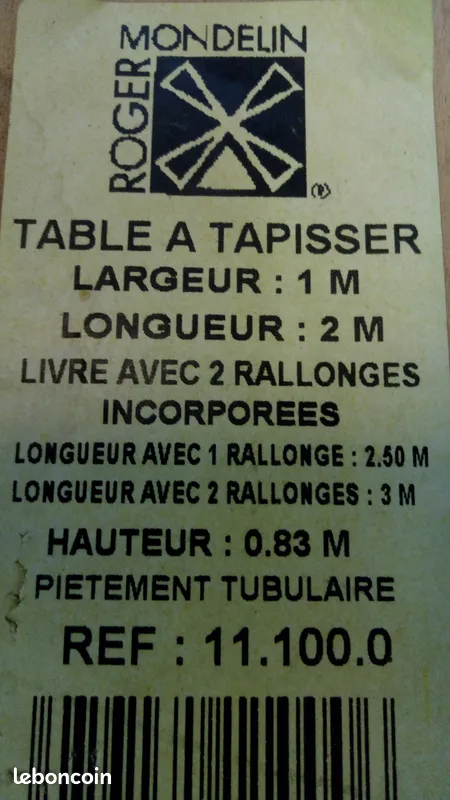 ROGER MONDELIN
®
TABLE A TAPISSER
LARGEUR : 1 M
LONGUEUR : 2 M
LIVRE AVEC 2 RALLONGES
INCORPOREES
LONGUEUR AVEC 1 RALLONGE : 2.50 M
LONGUEUR AVEC 2 RALLONGES : 3 M
HAUTEUR : 0.83 M
PIETEMENT TUBULAIRE
REF : 11.100.0
leboncoin